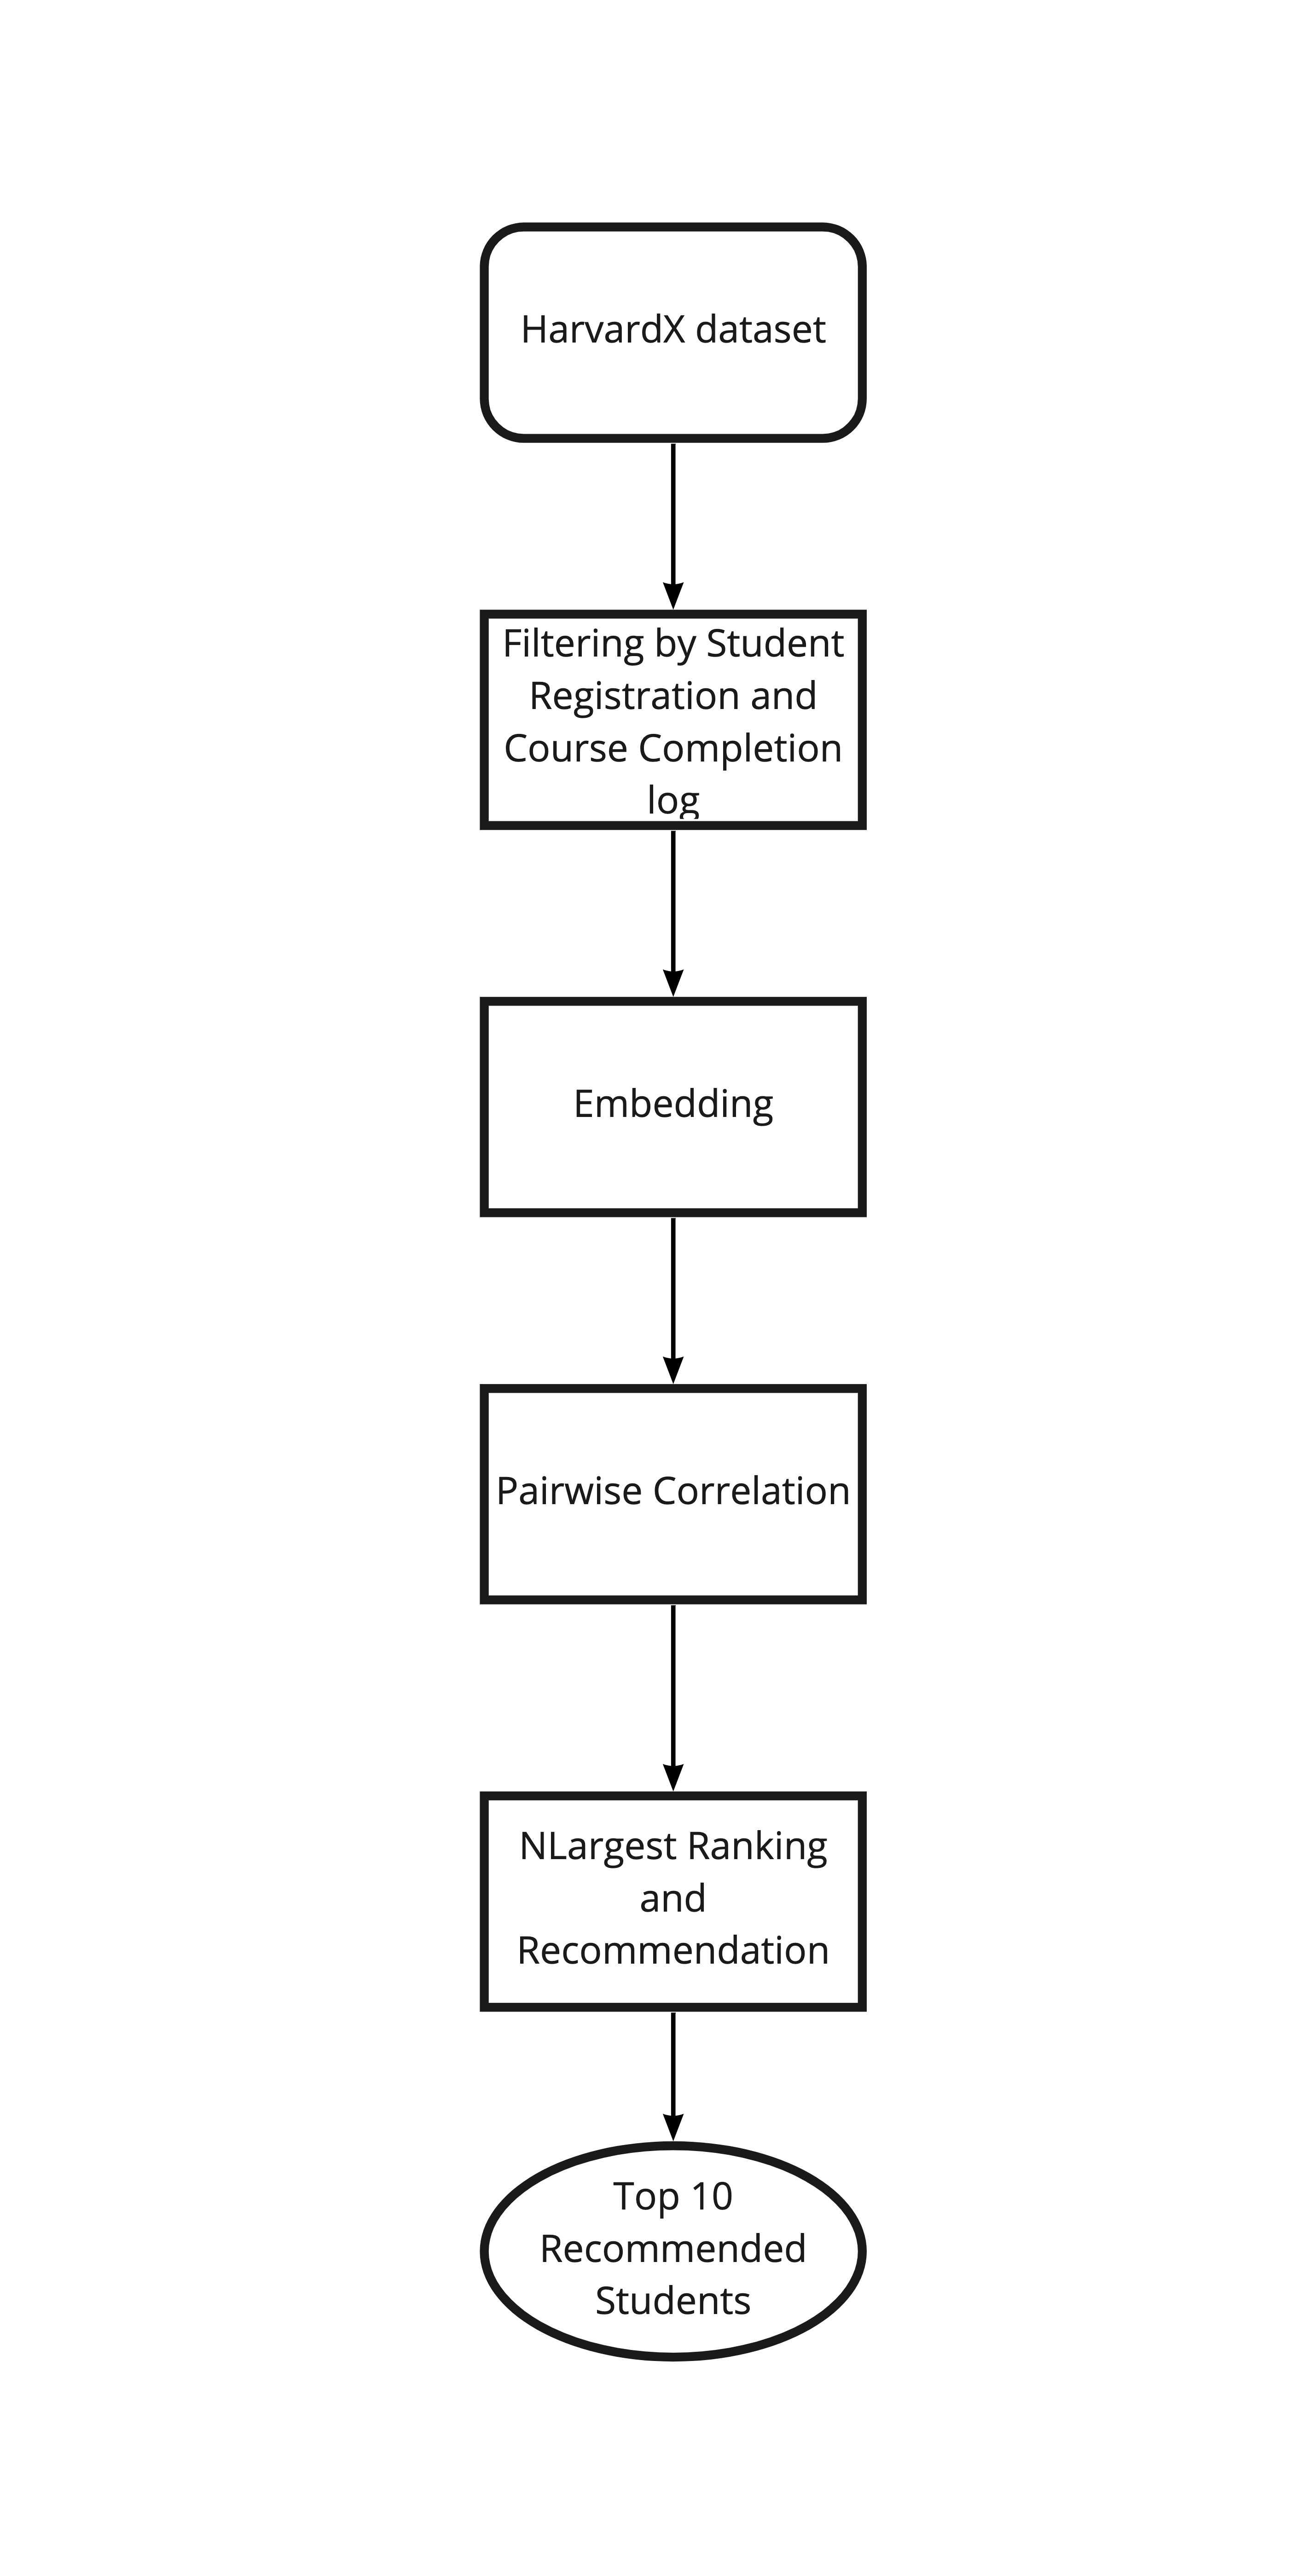 HarvardX dataset
Filtering by Student
Registration and
Course Completion
log
Embedding
Pairwise Correlation
NLargest Ranking
and
Recommendation
Top 10
Recommended
Students